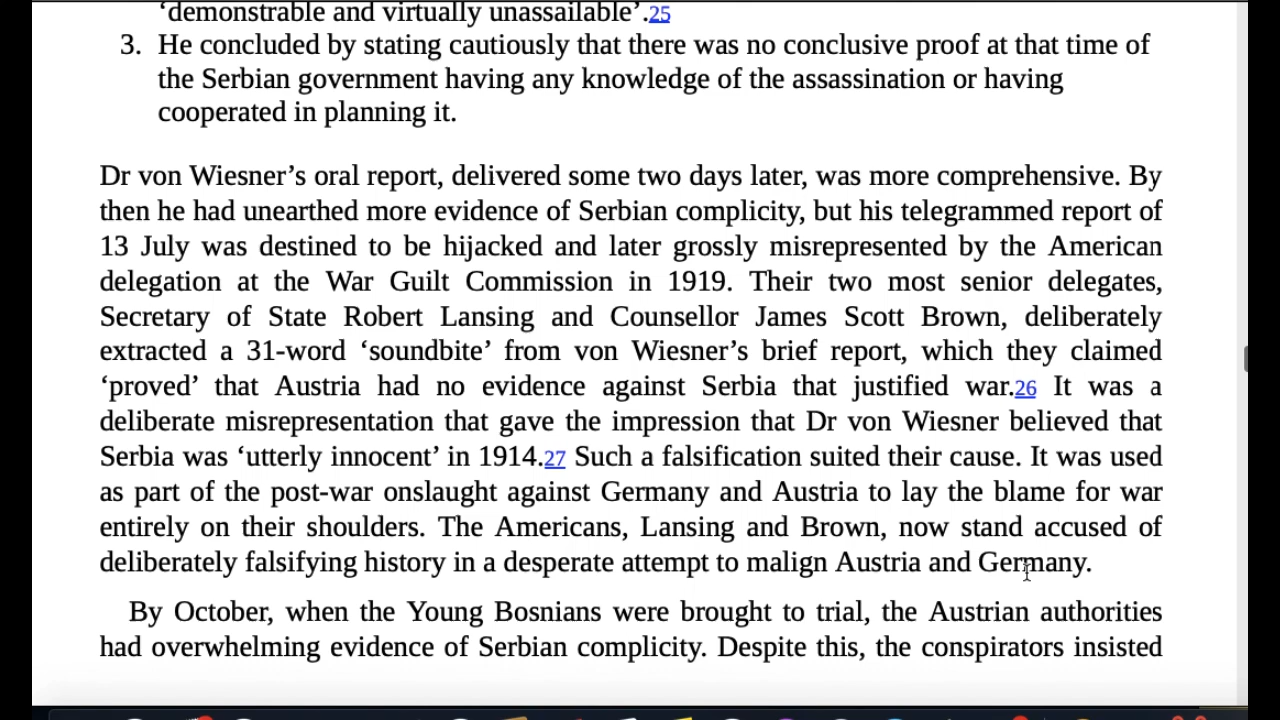 ‘demonstrable and virtually unassailable’.25
3. He concluded by stating cautiously that there was no conclusive proof at that time of
the Serbian government having any knowledge of the assassination or having
cooperated in planning it.
Dr von Wiesner’s oral report, delivered some two days later, was more comprehensive. By
then he had unearthed more evidence of Serbian complicity, but his telegrammed report of
13 July was destined to be hijacked and later grossly misrepresented by the American
delegation at the War Guilt Commission in 1919. Their two most senior delegates,
Secretary of State Robert Lansing and Counsellor James Scott Brown, deliberately
extracted a 31-word ‘soundbite’ from von Wiesner’s brief report, which they claimed
‘proved’ that Austria had no evidence against Serbia that justified war.26 It was a
deliberate misrepresentation that gave the impression that Dr von Wiesner believed that
Serbia was ‘utterly innocent’ in 1914.27 Such a falsification suited their cause. It was used
as part of the post-war onslaught against Germany and Austria to lay the blame for war
entirely on their shoulders. The Americans, Lansing and Brown, now stand accused of
deliberately falsifying history in a desperate attempt to malign Austria and Germany.
By October, when the Young Bosnians were brought to trial, the Austrian authorities
had overwhelming evidence of Serbian complicity. Despite this, the conspirators insisted